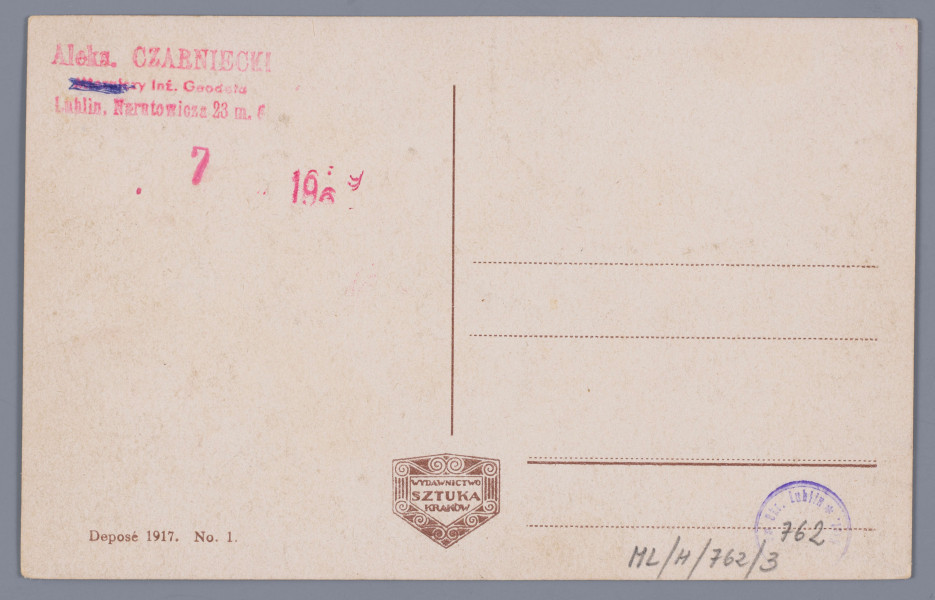 Aleks. CZARNIECKI
Inż. Geodeta
Lublin, Narutowicza 23 m. 6
7
WYDAWNICTWO
SZTUKA
KRAKÓW
Deposé 1917. No. 1.
Lublin
762
ML/H/762/3